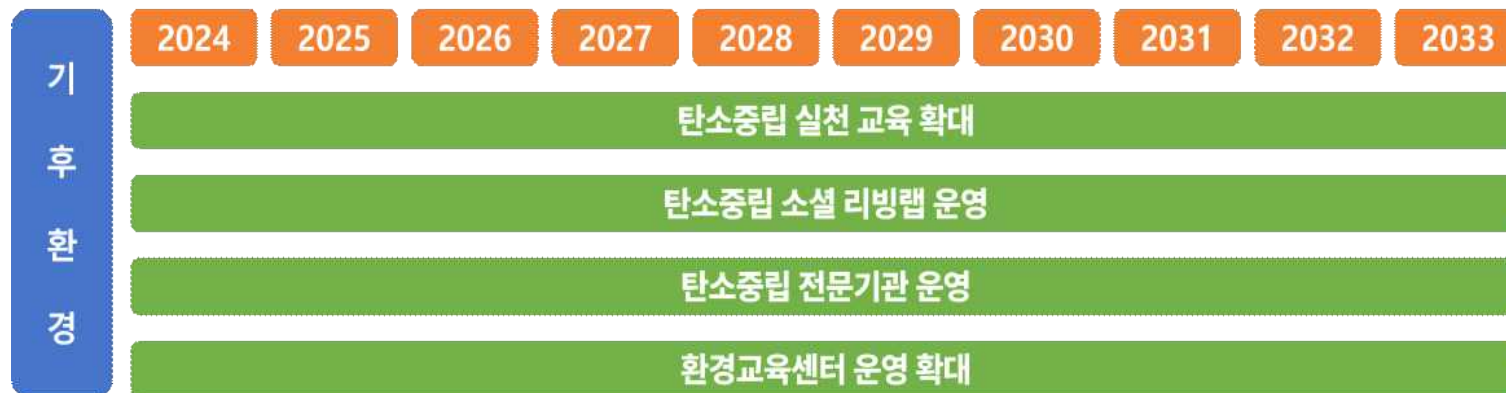 기후환경
2024 2025 2026 2027 2028 2029 2030 2031 2032 2033
탄소중립 실천 교육 확대
탄소중립 소셜 리빙랩 운영
탄소중립 전문기관 운영
환경교육센터 운영 확대